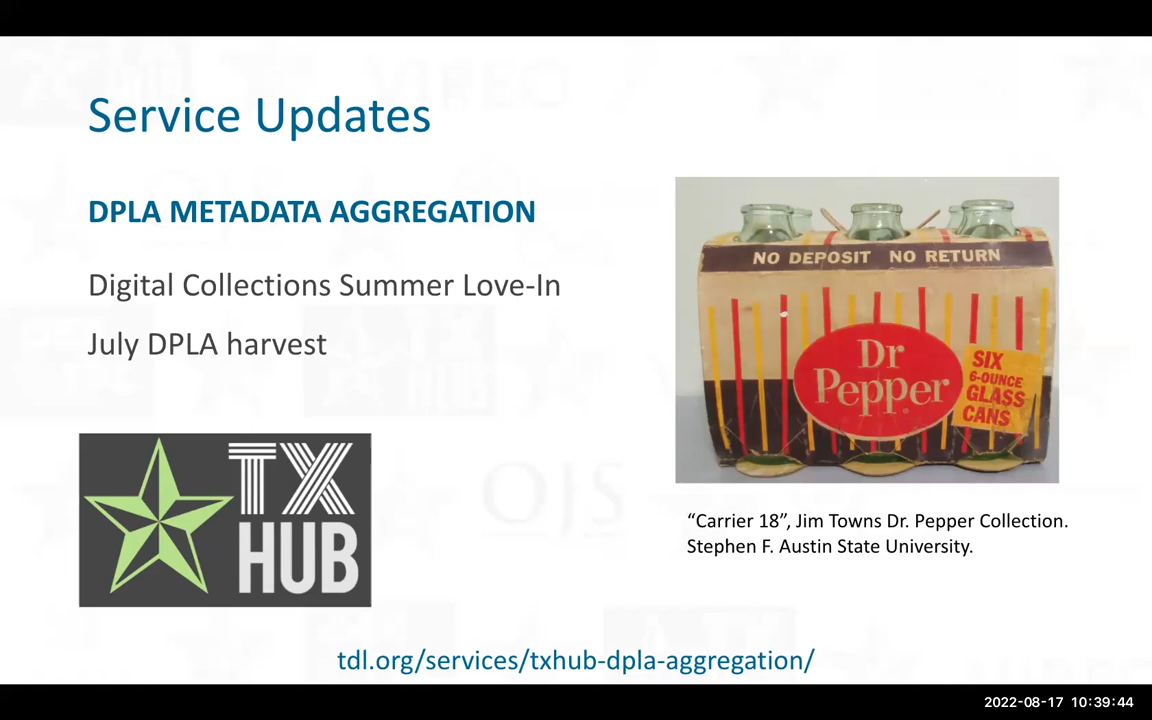 Service Updates
DPLA METADATA AGGREGATION
Digital Collections Summer Love-In
July DPLA harvest
TX
HUB
NO DEPOSIT NO RETURN
Dr
Pepper
SIX
6-OUNCE
GLASS
CANS
“Carrier 18”, Jim Towns Dr. Pepper Collection.
Stephen F. Austin State University.
OJS
tdl.org/services/txhub-dpla-aggregation/
2022-08-17 10:39:44